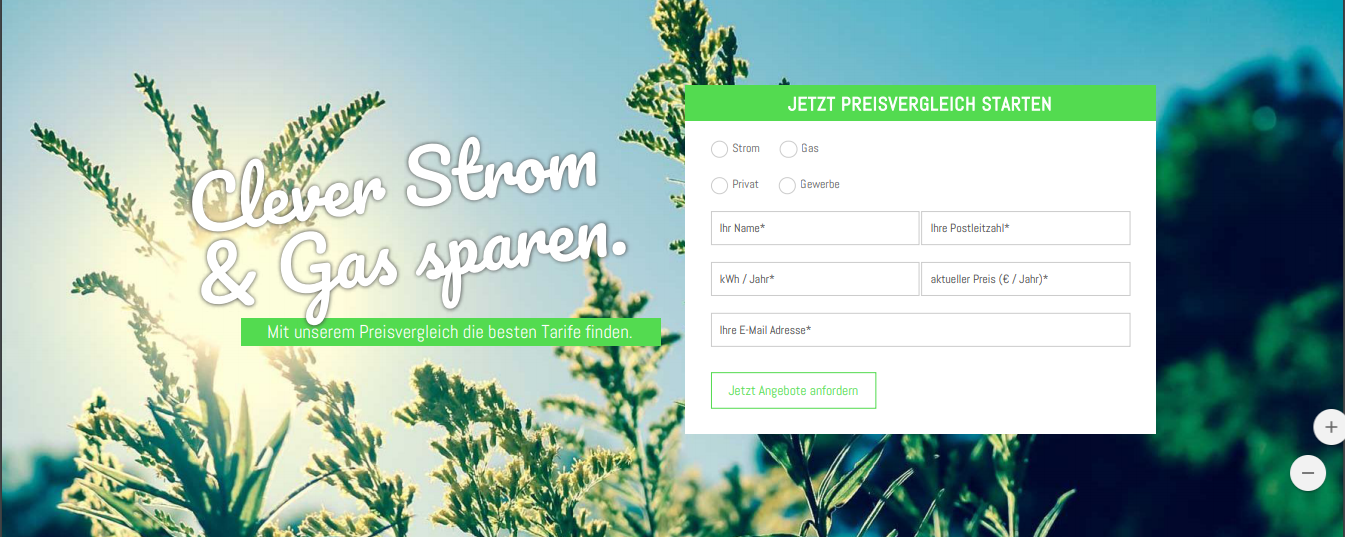 Clever Strom
& Gas sparen.
Mit unserem Preisvergleich die besten Tarife finden.
JETZT PREISVERGLEICH STARTEN
Strom Gas
Privat Gewerbe
Ihr Name* Ihre Postleitzahl*
kWh / Jahr* aktueller Preis (€ / Jahr)*
Ihre E-Mail Adresse*
Jetzt Angebote anfordern